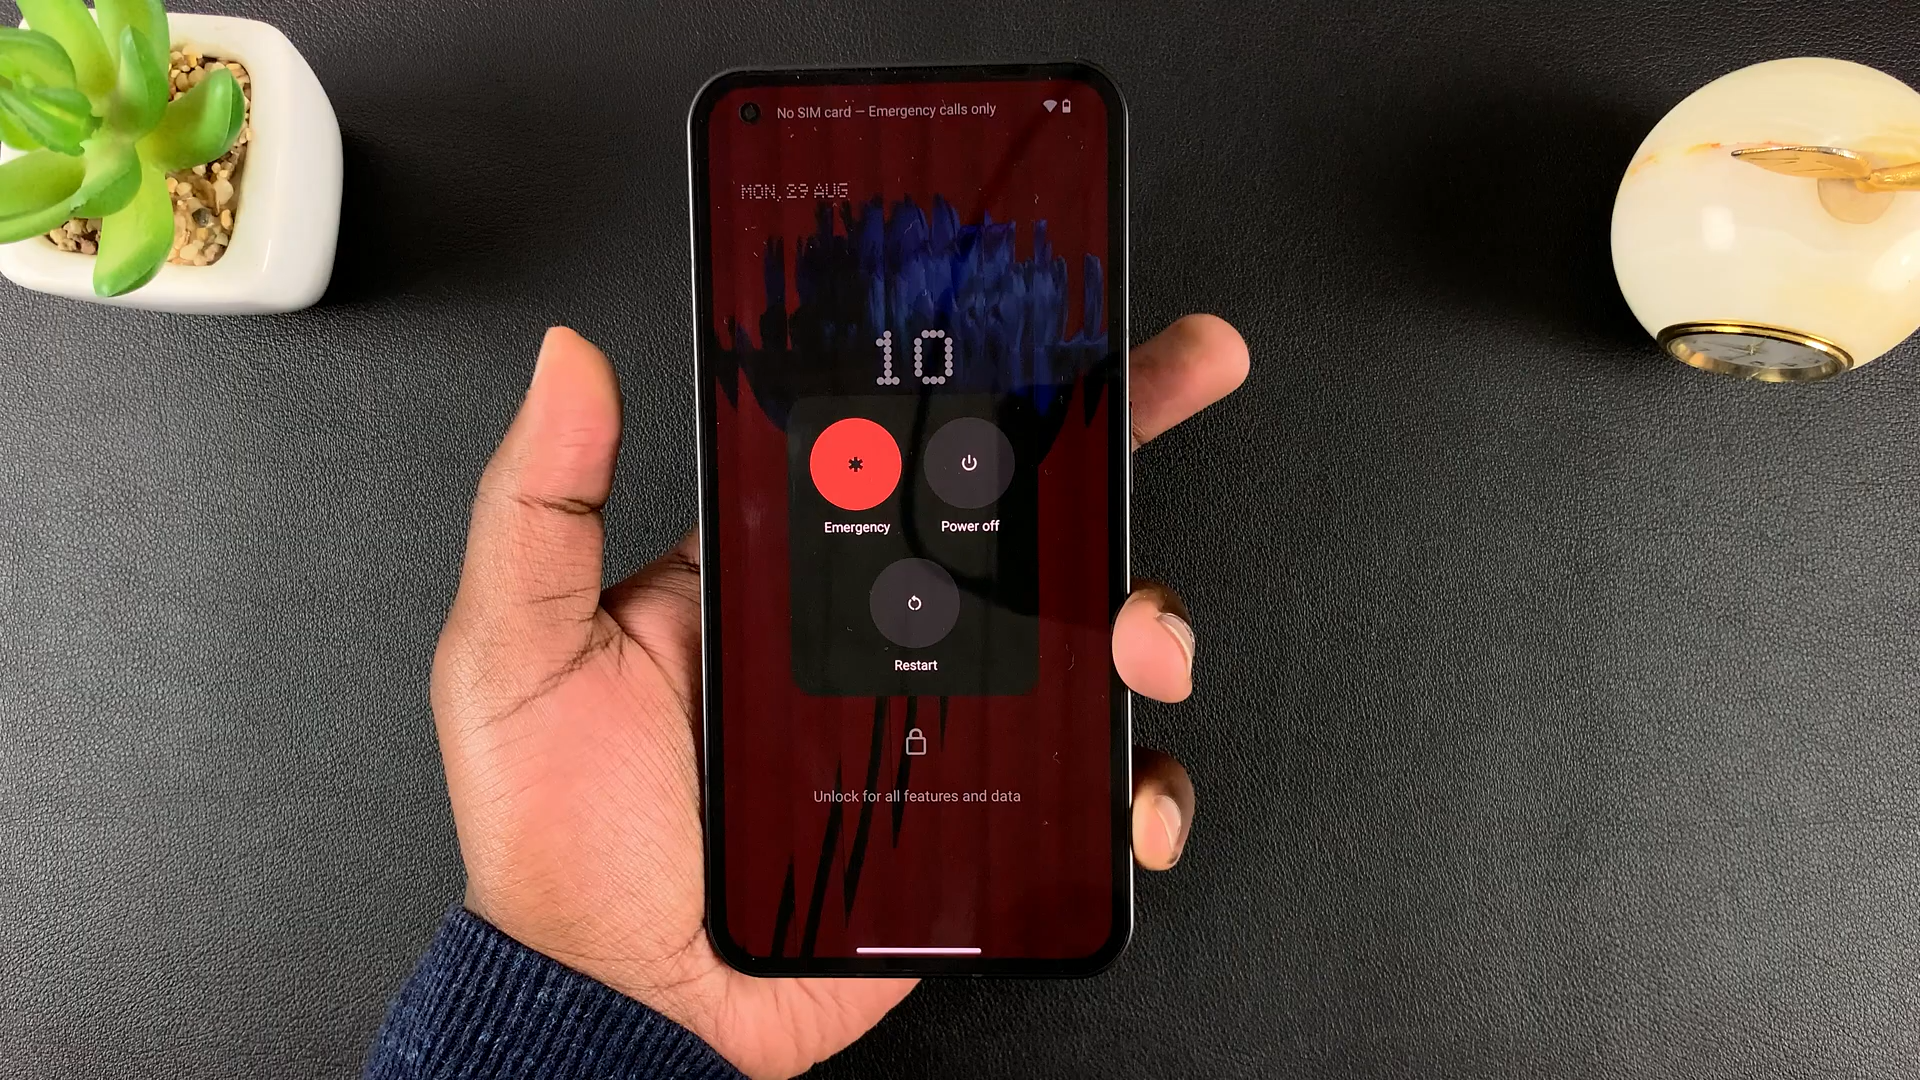 No SIM card — Emergency calls only
MON, 29 AUG
10
Emergency
Power off
Restart
Unlock for all features and data